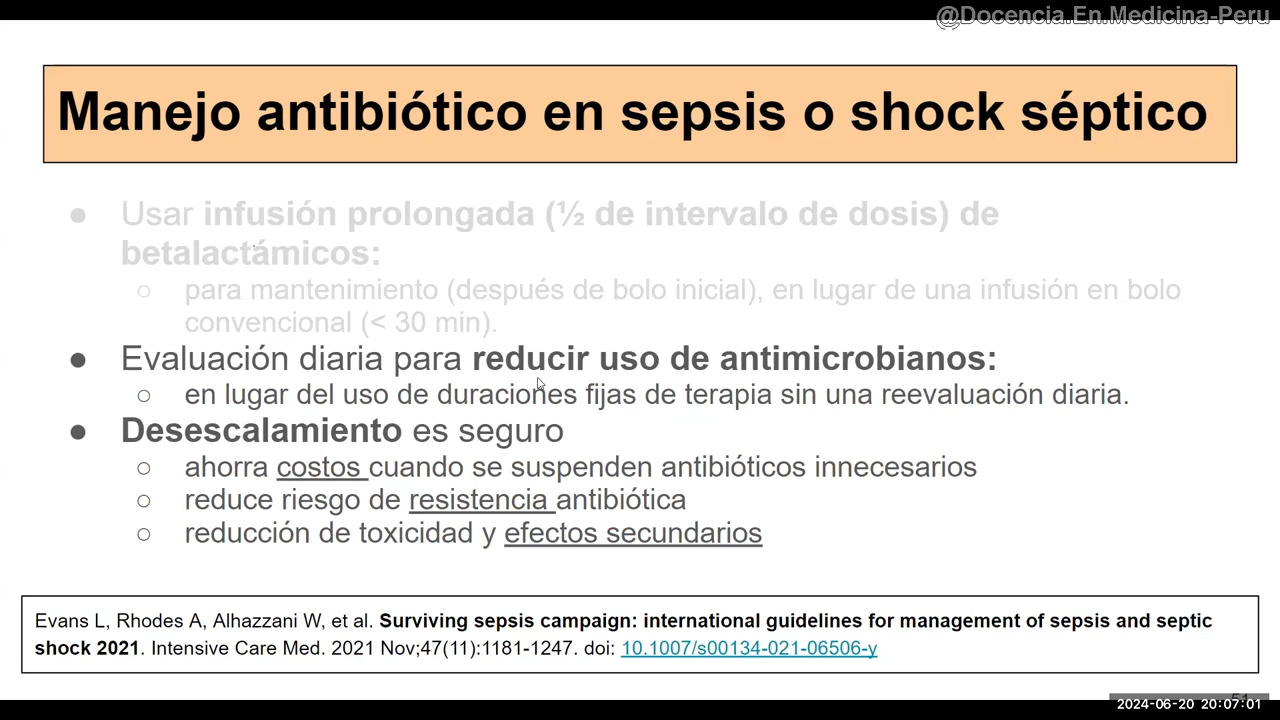 @Docencia.En.Medicina-Peru
Manejo antibiótico en sepsis o shock séptico
● Usar infusión prolongada (½ de intervalo de dosis) de
betalactámicos:
○ para mantenimiento (después de bolo inicial), en lugar de una infusión en bolo
convencional (< 30 min).
● Evaluación diaria para reducir uso de antimicrobianos:
○ en lugar del uso de duraciones fijas de terapia sin una reevaluación diaria.
● Desescalamiento es seguro
○ ahorra costos cuando se suspenden antibióticos innecesarios
○ reduce riesgo de resistencia antibiótica
○ reducción de toxicidad y efectos secundarios
Evans L, Rhodes A, Alhazzani W, et al. Surviving sepsis campaign: international guidelines for management of sepsis and septic
shock 2021. Intensive Care Med. 2021 Nov;47(11):1181-1247. doi: 10.1007/s00134-021-06506-y
2024-06-20 20:07:01